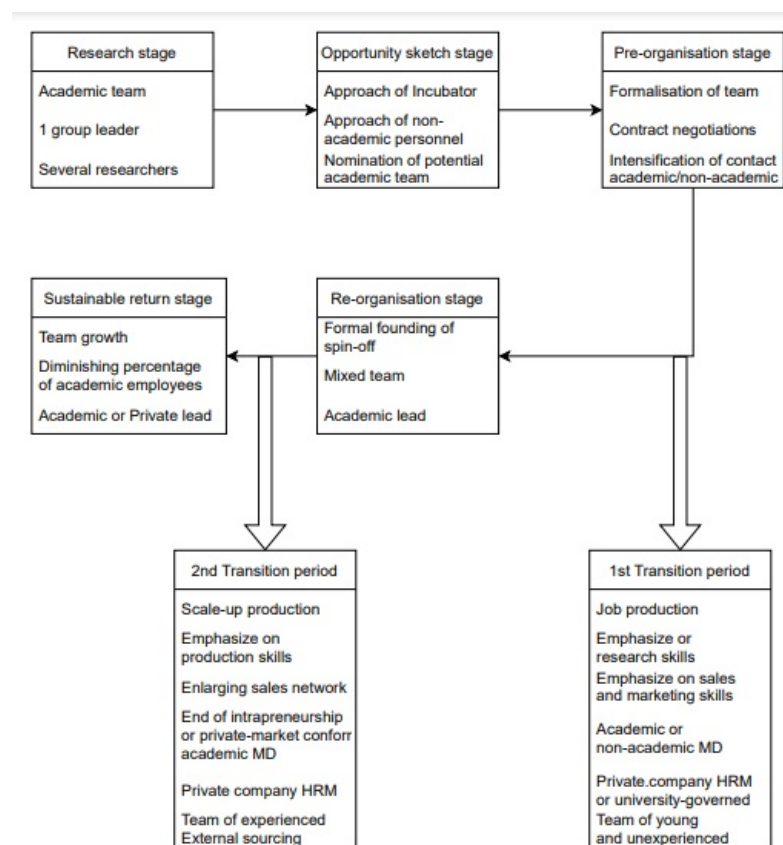 Research stage
Academic team
1 group leader
Several researchers
Opportunity sketch stage
Approach of Incubator
Approach of non-
academic personnel
Nomination of potential
academic team
Pre-organisation stage
Formalisation of team
Contract negotiations
Intensification of contact
academic/non-academic
Sustainable return stage
Team growth
Diminishing percentage
of academic employees
Academic or Private lead
Re-organisation stage
Formal founding of
spin-off
Mixed team
Academic lead
2nd Transition period
Scale-up production
Emphasize on
production skills
Enlarging sales network
End of intrapreneurship
or private-market conforr
academic MD
Private company HRM
Team of experienced
External sourcing
1st Transition period
Job production
Emphasize or
research skills
Emphasize on sales
and marketing skills
Academic or
non-academic MD
Private.company HRM
or university-governed
Team of young
and unexperienced